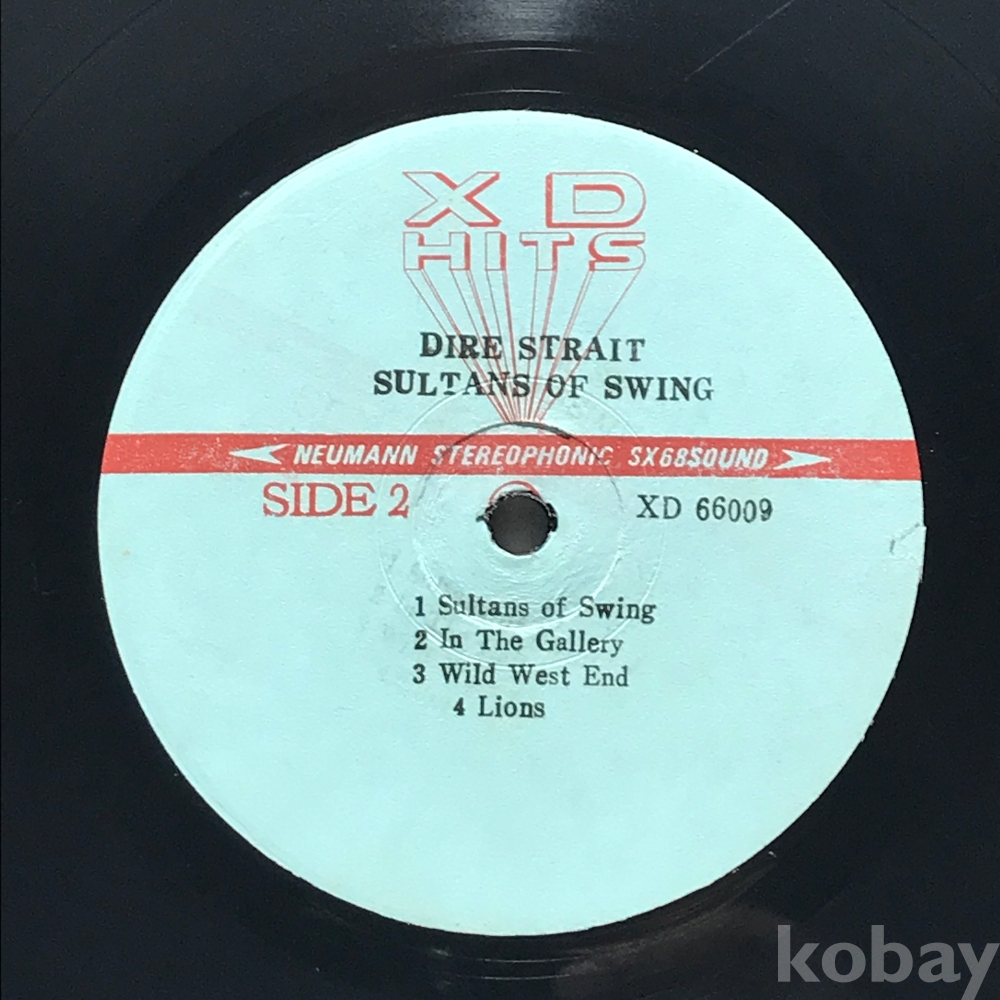 X D
HITS
DIRE STRAIT
SULTANS OF SWING
NEUMANN STEREOPHONIC SX68SOUND
SIDE 2
XD 66009
1 Sultans of Swing
2 In The Gallery
3 Wild West End
4 Lions
kobay